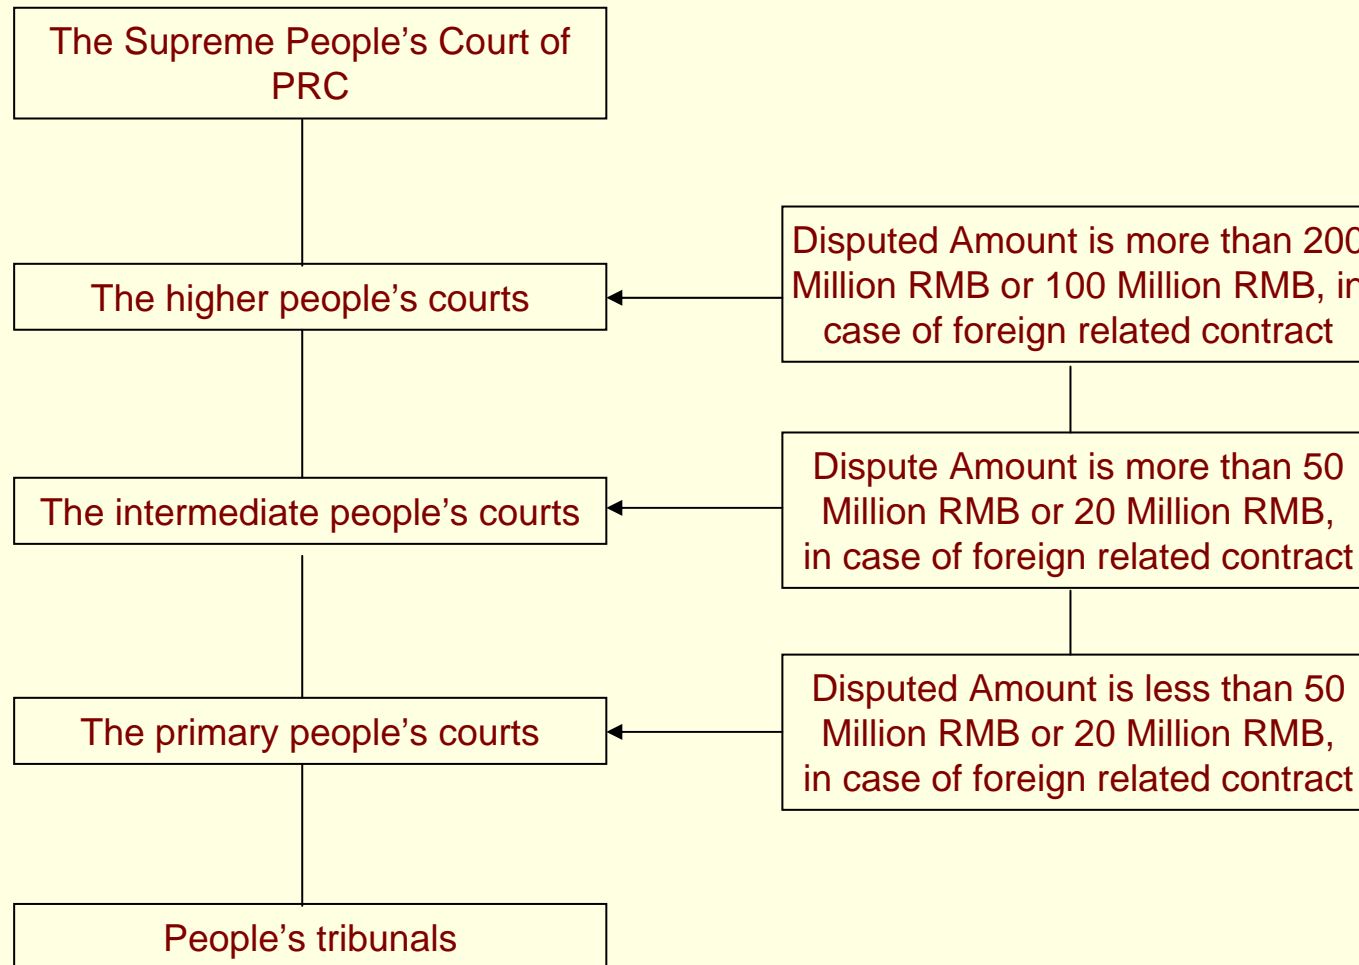 The Supreme People's Court of
PRC
The higher people's courts
Disputed Amount is more than 200
Million RMB or 100 Million RMB, in
case of foreign related contract
The intermediate people's courts
Dispute Amount is more than 50
Million RMB or 20 Million RMB,
in case of foreign related contract
The primary people's courts
Disputed Amount is less than 50
Million RMB or 20 Million RMB,
in case of foreign related contract
People's tribunals